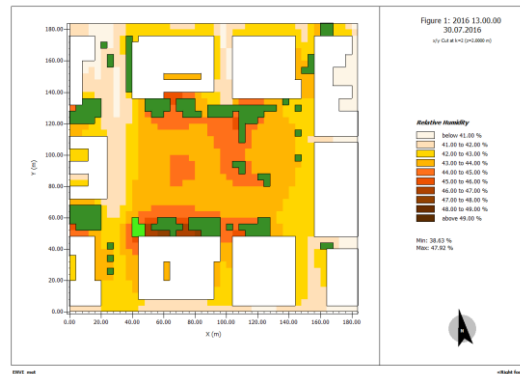 Figure 1: 2016 13.00.00
30.07.2016
x/y Cut at k=2 (z=1.0000 m)
180.00
160.00
140.00
120.00
100.00
80.00
60.00
40.00
20.00
0.00
Y (m)
0.00 20.00 40.00 60.00 80.00 100.00 120.00 140.00 160.00 180.00
X (m)
Relative Humidity
below 41.00 %
41.00 to 42.00 %
42.00 to 43.00 %
43.00 to 44.00 %
44.00 to 45.00 %
45.00 to 46.00 %
46.00 to 47.00 %
47.00 to 48.00 %
48.00 to 49.00 %
above 49.00 %
Min: 38.63 %
Max: 47.92 %
N
<Right foo